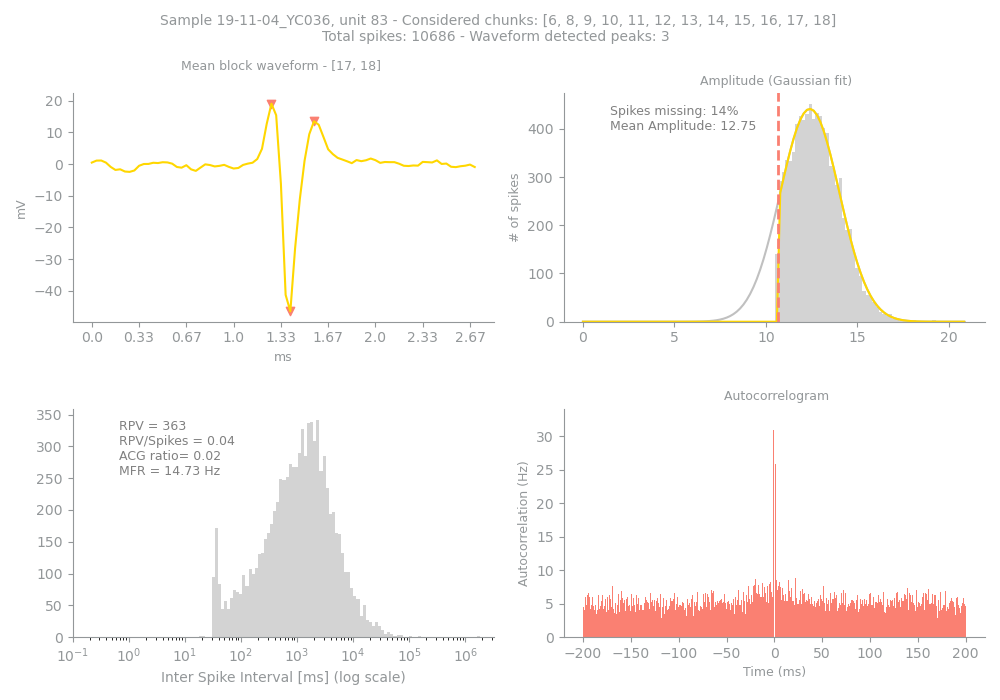 Sample 19-11-04_YC036, unit 83 - Considered chunks: [6, 8, 9, 10, 11, 12, 13, 14, 15, 16, 17, 18]
Total spikes: 10686 - Waveform detected peaks: 3
Mean block waveform - [17, 18]
20
10
0
−10
−20
−30
−40
mV
0.0 0.33 0.67 1.0 1.33 1.67 2.0 2.33 2.67
ms
Amplitude (Gaussian fit)
Spikes missing: 14%
Mean Amplitude: 12.75
400
300
200
100
0
# of spikes
0 5 10 15 20
350
300
250
200
150
100
50
0
RPV = 363
RPV/Spikes = 0.04
ACG ratio= 0.02
MFR = 14.73 Hz
10⁻¹ 10⁰ 10¹ 10² 10³ 10⁴ 10⁵ 10⁶
Inter Spike Interval [ms] (log scale)
Autocorrelogram
30
25
20
15
10
5
0
Autocorrelation (Hz)
−200 −150 −100 −50 0 50 100 150 200
Time (ms)